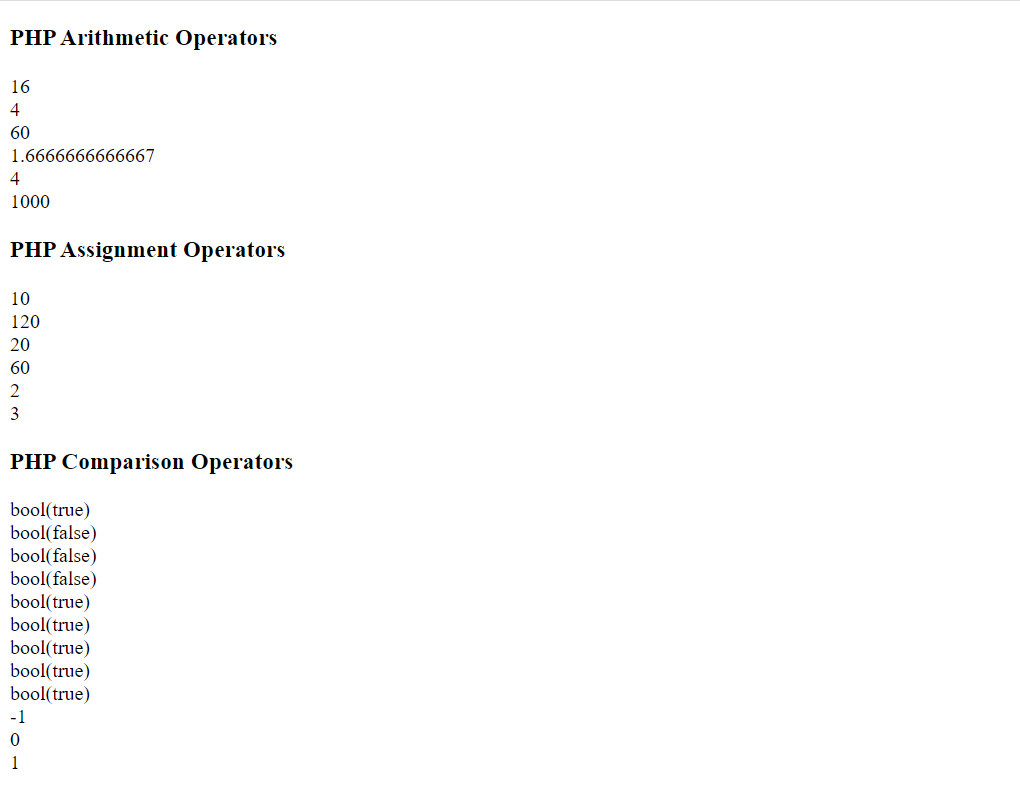 PHP Arithmetic Operators
16
4
60
1.6666666666667
4
1000
PHP Assignment Operators
10
120
20
60
2
3
PHP Comparison Operators
bool(true)
bool(false)
bool(false)
bool(false)
bool(true)
bool(true)
bool(true)
bool(true)
bool(true)
-1
0
1